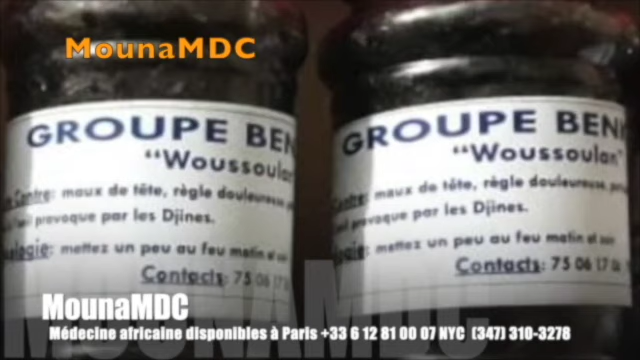 MounaMDC
GROUPE BEN
"Woussoulan
maux de tête, règle douloureuse
provoque par les Djines.
mettez un peu au feu matin et soir
Contacts: 75 06 17
GROUPE BEN
"Woussoulan"
maux de tête, règle douloureuse,
provoque par les Djines.
mettez un peu au feu matin et soir
Contacts: 75 06 17 06
MOUNAMDC
MounaMDC
Médecine africaine disponibles à Paris +33 6 12 81 00 07 NYC (347) 310-3278